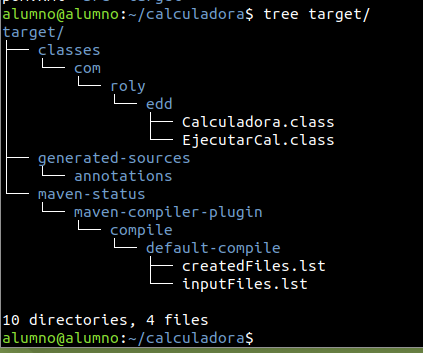 alumno@alumno:~/calculadora$ tree target/
target/
├── classes
│   └── com
│       └── roly
│           └── edd
│               ├── Calculadora.class
│               └── EjecutarCal.class
├── generated-sources
│   └── annotations
└── maven-status
    └── maven-compiler-plugin
        └── compile
            └── default-compile
                ├── createdFiles.lst
                └── inputFiles.lst

10 directories, 4 files
alumno@alumno:~/calculadora$